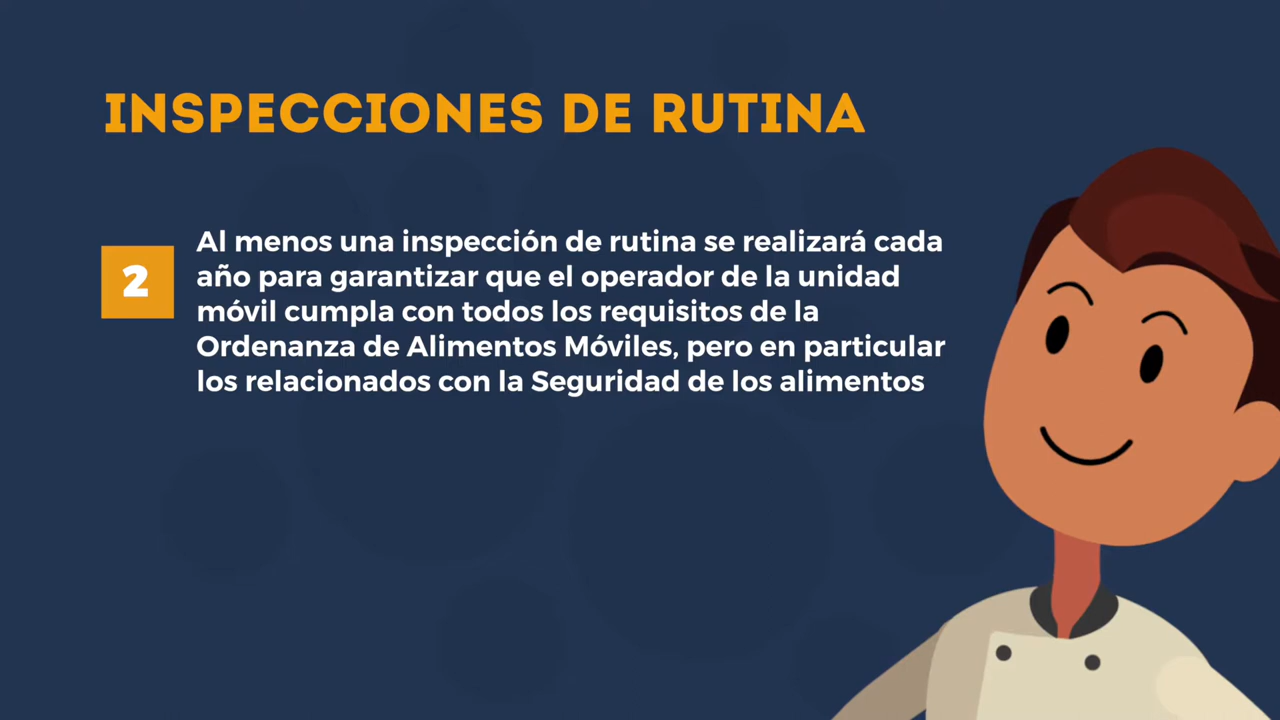 INSPECCIONES DE RUTINA
2
Al menos una inspección de rutina se realizará cada
año para garantizar que el operador de la unidad
móvil cumpla con todos los requisitos de la
Ordenanza de Alimentos Móviles, pero en particular
los relacionados con la Seguridad de los alimentos